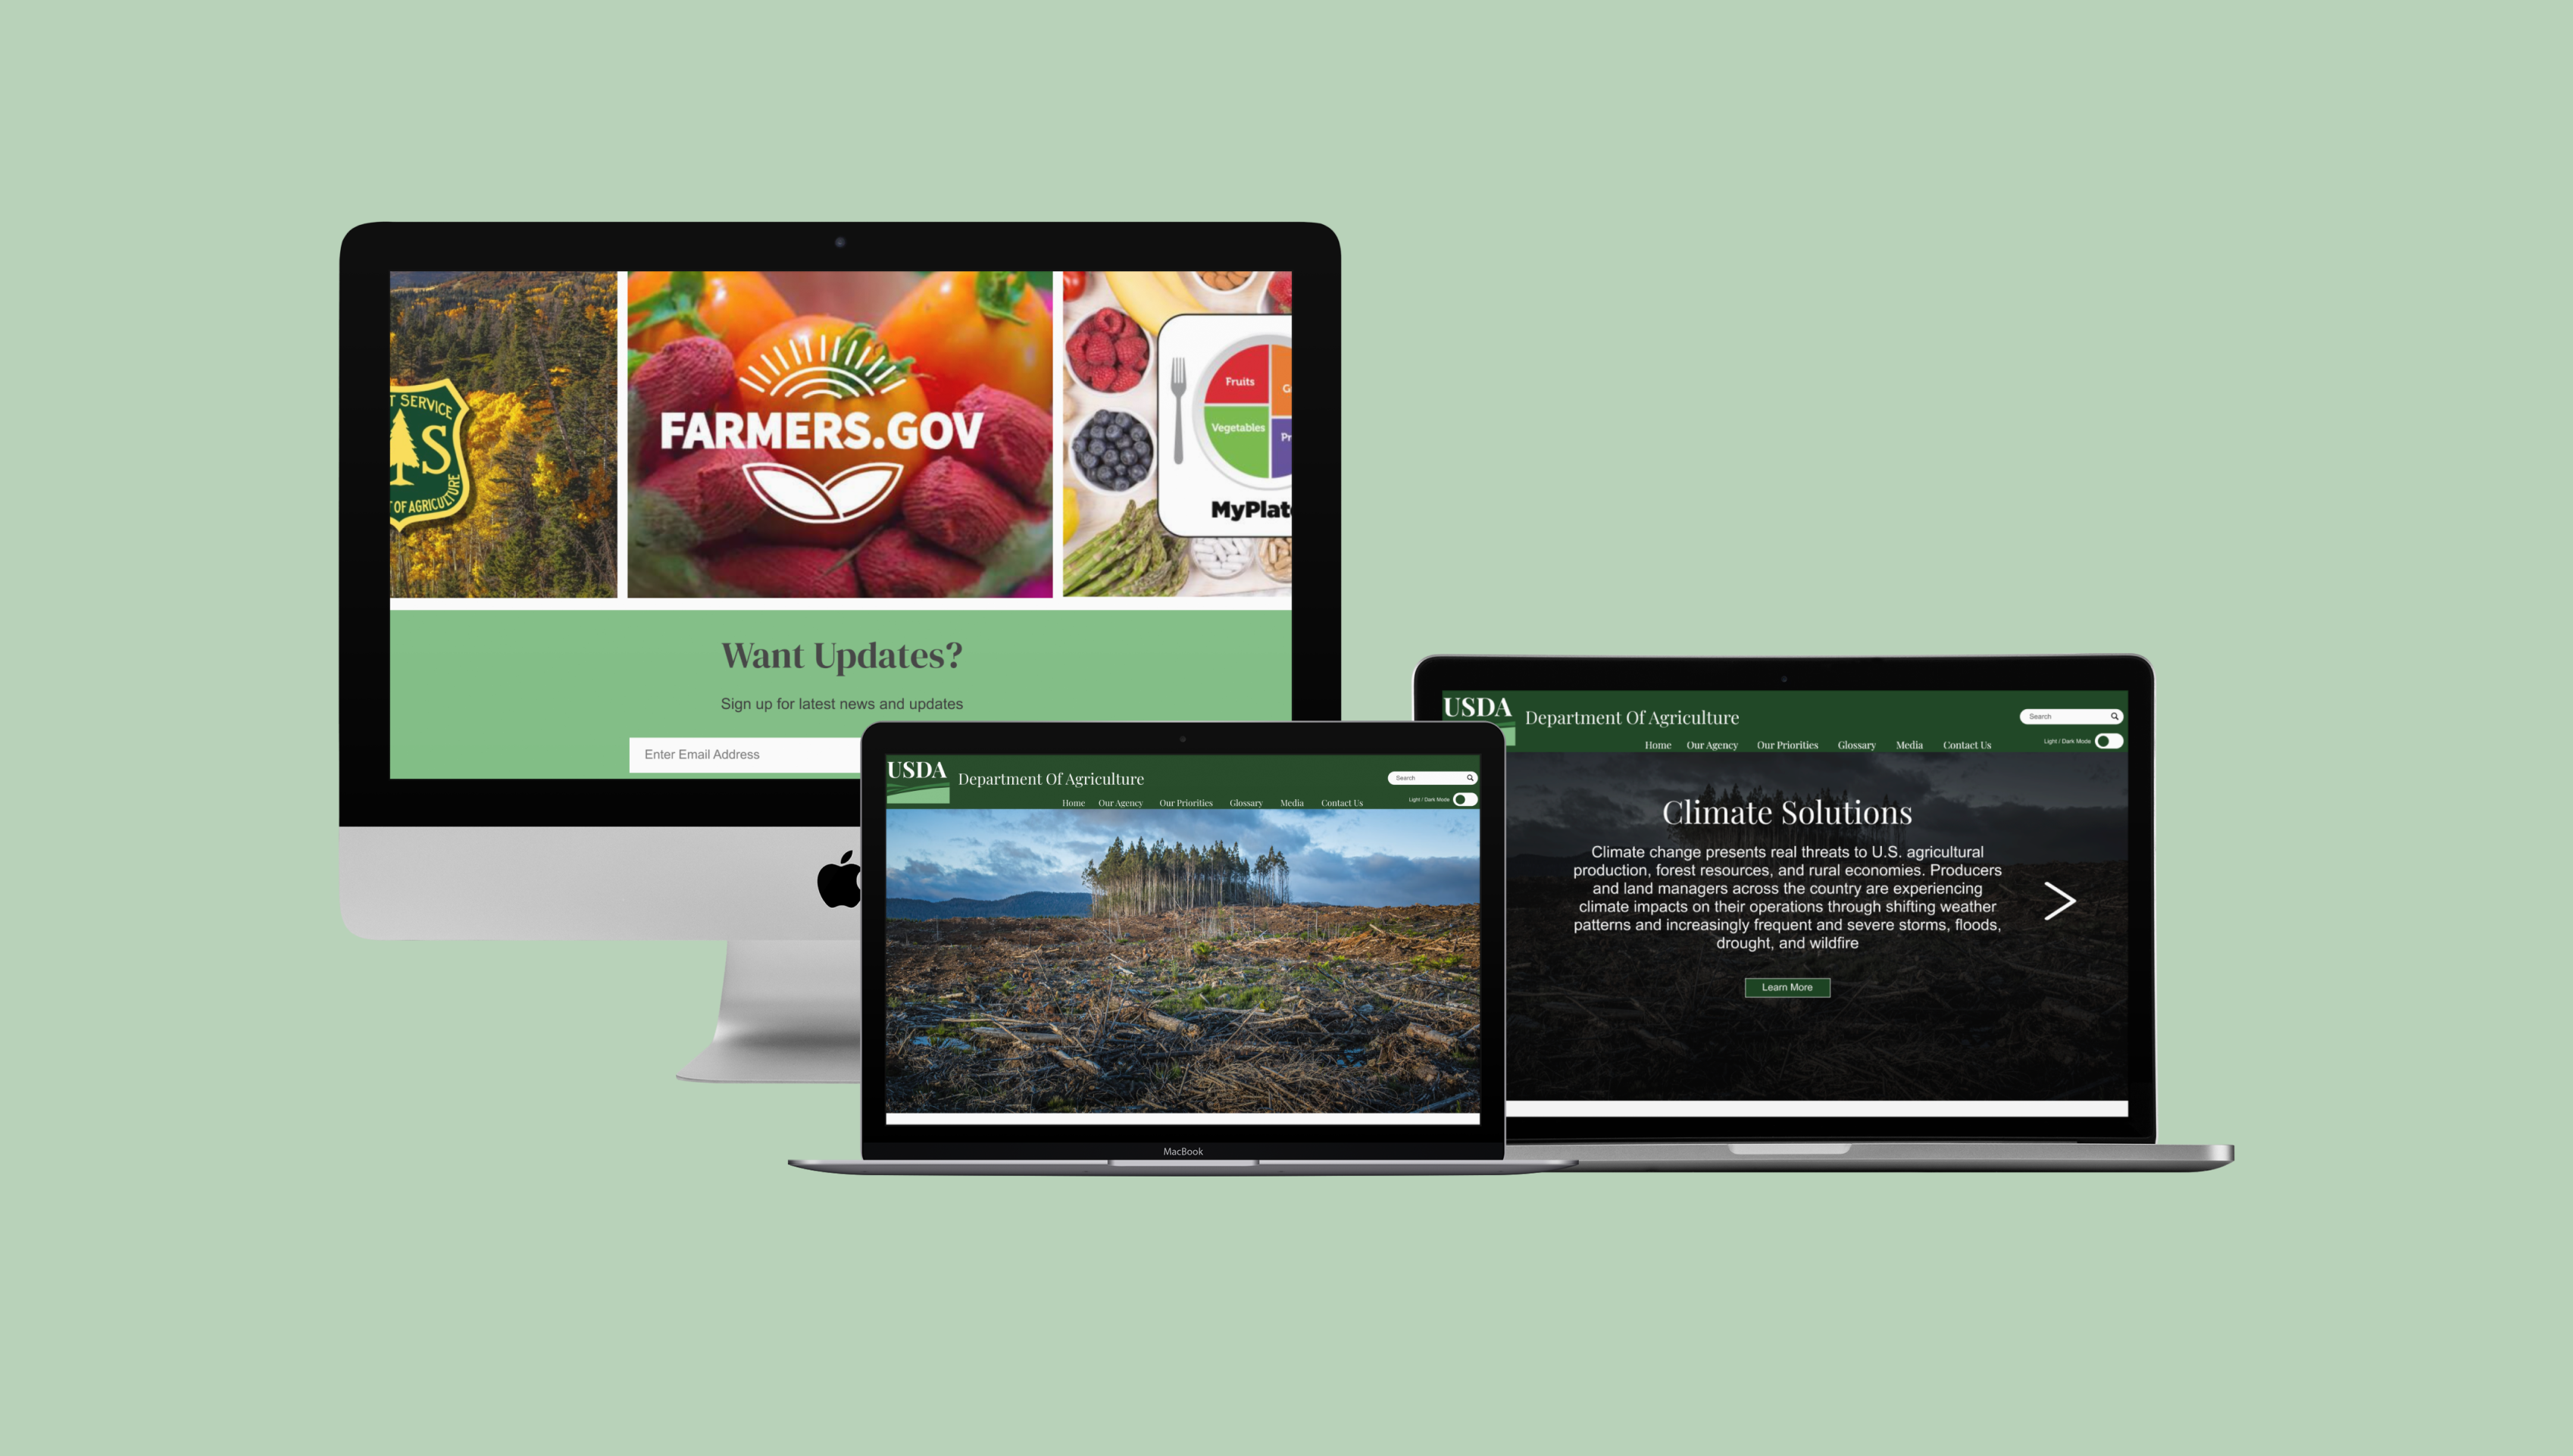 T SERVICE
S
OF AGRICULTURE
FARMERS.GOV
Fruits
G
Vegetables
Pr
MyPlat
Want Updates?
Sign up for latest news and updates
Enter Email Address
USDA
Department Of Agriculture
Search
Home Our Agency Our Priorities Glossary Media Contact Us
Light / Dark Mode
MacBook
USDA
Department Of Agriculture
Search
Home Our Agency Our Priorities Glossary Media Contact Us
Light / Dark Mode
Climate Solutions
Climate change presents real threats to U.S. agricultural
production, forest resources, and rural economies. Producers
and land managers across the country are experiencing
climate impacts on their operations through shifting weather
patterns and increasingly frequent and severe storms, floods,
drought, and wildfire
Learn More